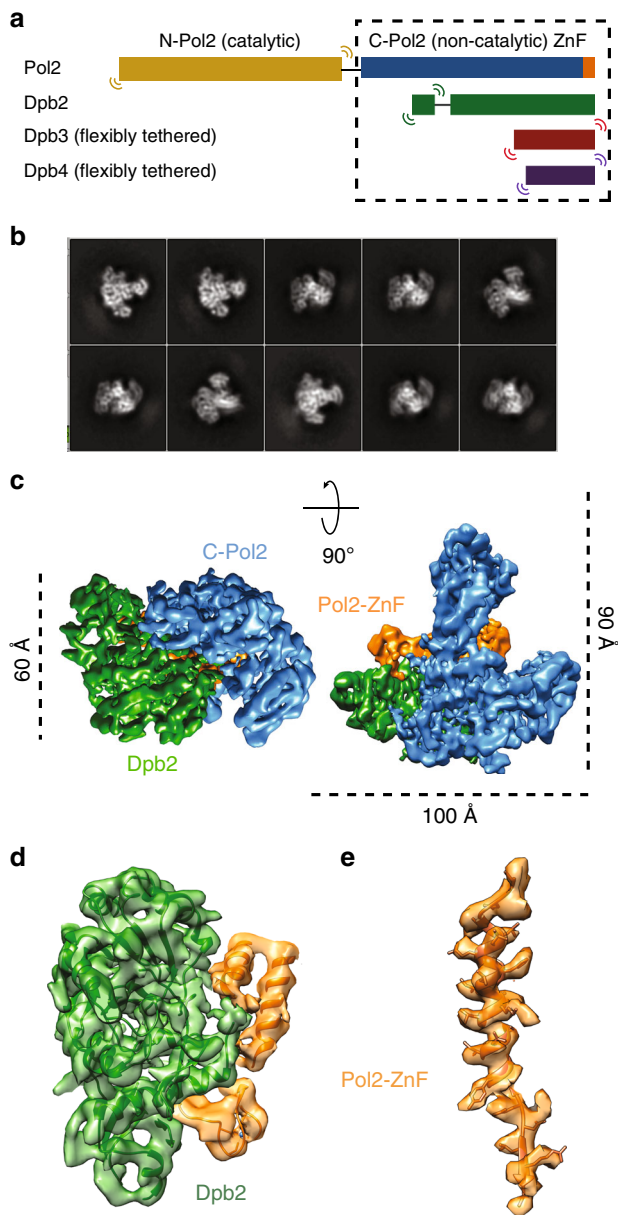 a
N-Pol2 (catalytic) C-Pol2 (non-catalytic) ZnF
Pol2
Dpb2
Dpb3 (flexibly tethered)
Dpb4 (flexibly tethered)
b
c
90°
C-Pol2
Pol2-ZnF
60 Å
90 Å
Dpb2
100 Å
d
e
Pol2-ZnF
Dpb2